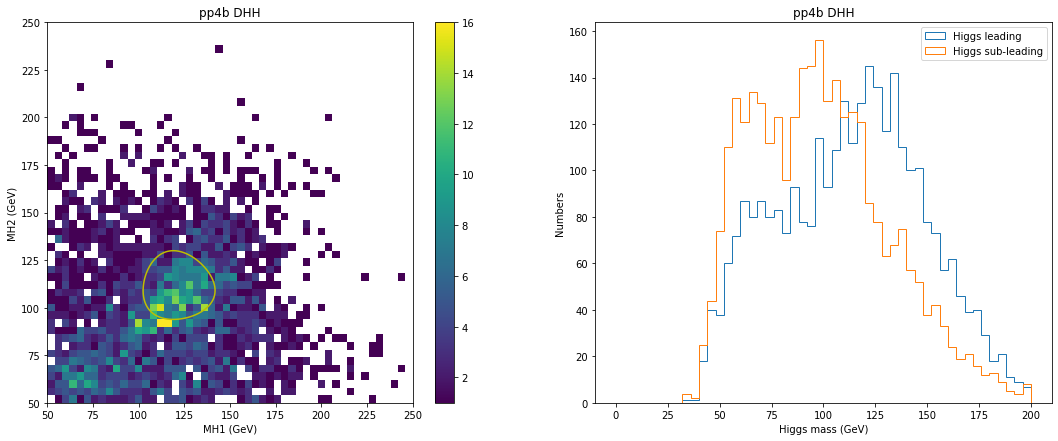 pp4b DHH
250
225
200
175
150
125
100
75
50
MH2 (GeV)
50 75 100 125 150 175 200 225 250
MH1 (GeV)
16
14
12
10
8
6
4
2
pp4b DHH
Higgs leading
Higgs sub-leading
160
140
120
100
80
60
40
20
0
Numbers
0 25 50 75 100 125 150 175 200
Higgs mass (GeV)